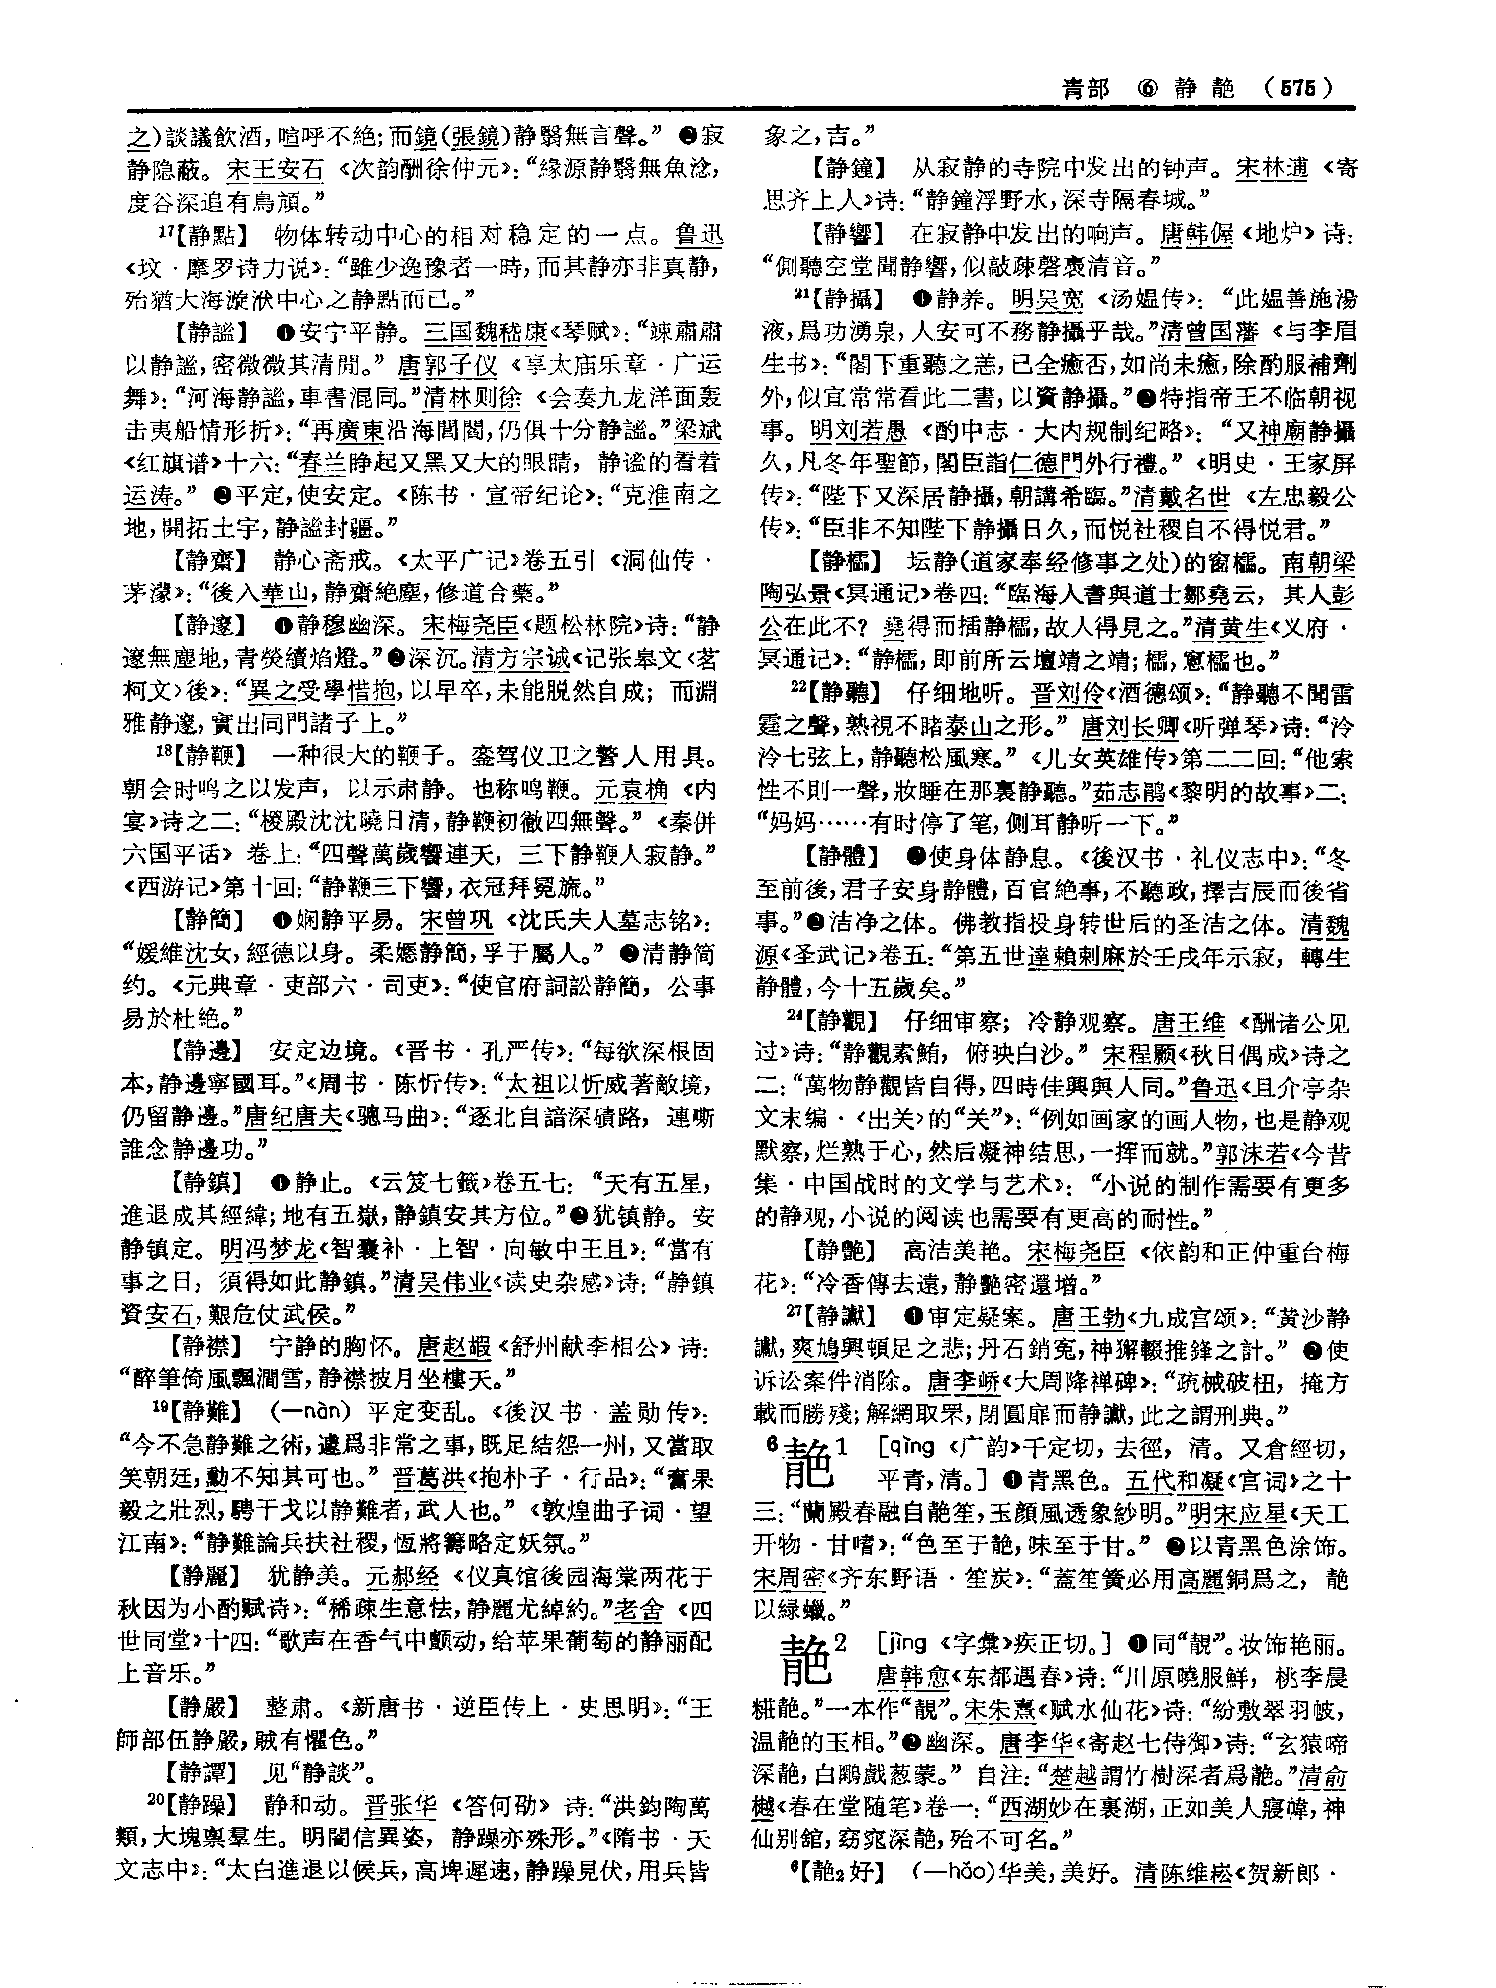 青部 ⑥ 静 靘 （575）
之）談議飲酒，喧呼不絶；而鏡（張鏡）静翳無言聲。” ❷寂
静隐蔽。宋王安石《次韵酬徐仲元》：“緣源静翳無魚淰，
度谷深追有鳥頏。”
17【静點】 物体转动中心的相对稳定的一点。鲁迅
《坟·摩罗诗力说》：“雖少逸豫者一時，而其静亦非真静，
殆猶大海漩洑中心之静點而已。”
【静謐】 ❶安宁平静。三国魏嵇康《琴赋》：“竦肅肅
以静謐，密微微其清閒。”唐郭子仪《享太庙乐章·广运
舞》：“河海静謐，車書混同。”清林则徐《会奏九龙洋面轰
击夷船情形折》：“再廣東沿海閭閻，仍俱十分静謐。”梁斌
《红旗谱》十六：“春兰睁起又黑又大的眼睛，静谧的看着
运涛。” ❷平定，使安定。《陈书·宣帝纪论》：“克淮南之
地，開拓土宇，静謐封疆。”
【静齋】 静心斋戒。《太平广记》卷五引《洞仙传·
茅濛》：“後入華山，静齋絶塵，修道合藥。”
【静邃】 ❶静穆幽深。宋梅尧臣《题松林院》诗：“静
邃無塵地，青熒續焰燈。”❷深沉。清方宗诚《记张皋文〈茗
柯文〉後》：“異之受學惜抱，以早卒，未能脱然自成；而淵
雅静邃，實出同門諸子上。”
18【静鞭】 一种很大的鞭子。銮驾仪卫之警人用具。
朝会时鸣之以发声，以示肃静。也称鸣鞭。元袁桷《内
宴》诗之二：“椶殿沈沈曉日清，静鞭初徹四無聲。”《秦併
六国平话》卷上：“四聲萬歲響連天，三下静鞭人寂静。”
《西游记》第十回：“静鞭三下響，衣冠拜冕旒。”
【静簡】 ❶娴静平易。宋曾巩《沈氏夫人墓志铭》：
“媛維沈女，經德以身。柔嫕静簡，孚于屬人。” ❷清静简
约。《元典章·吏部六·司吏》：“使官府詞訟静簡，公事
易於杜绝。”
【静邊】 安定边境。《晋书·孔严传》：“每欲深根固
本，静邊寧國耳。”《周书·陈忻传》：“太祖以忻威著敵境，
仍留静邊。”唐纪唐夫《骢马曲》：“逐北自諳深磧路，連嘶
誰念静邊功。”
【静鎮】 ❶静止。《云笈七籤》卷五七：“天有五星，
進退成其經緯；地有五嶽，静鎮安其方位。”❷犹镇静。安
静镇定。明冯梦龙《智囊补·上智·向敏中王旦》：“當有
事之日，須得如此静鎮。”清吴伟业《读史杂感》诗：“静鎮
資安石，艱危仗武侯。”
【静襟】 宁静的胸怀。唐赵嘏《舒州献李相公》诗：
“醉筆倚風飄澗雪，静襟披月坐樓天。”
19【静難】 （—nàn）平定变乱。《後汉书·盖勋传》：
“今不急静難之術，遽爲非常之事，既足结怨一州，又當取
笑朝廷，勳不知其可也。”晋葛洪《抱朴子·行品》：“奮果
毅之壯烈，騁干戈以静難者，武人也。”《敦煌曲子词·望
江南》：“静難論兵扶社稷，恆將籌略定妖氛。”
【静麗】 犹静美。元郝经《仪真馆後园海棠两花于
秋因为小酌赋诗》：“稀疎生意怯，静麗尤綽約。”老舍《四
世同堂》十四：“歌声在香气中颤动，给苹果葡萄的静丽配
上音乐。”
【静嚴】 整肃。《新唐书·逆臣传上·史思明》：“王
師部伍静嚴，賊有懼色。”
【静譚】 见“静談”。
20【静躁】 静和动。晋张华《答何劭》诗：“洪鈞陶萬
類，大塊禀羣生。明闇信異姿，静躁亦殊形。”《隋书·天
文志中》：“太白進退以候兵，高埤遲速，静躁見伏，用兵皆
象之，吉。”
【静鐘】 从寂静的寺院中发出的钟声。宋林逋《寄
思齐上人》诗：“静鐘浮野水，深寺隔春城。”
【静響】 在寂静中发出的响声。唐韩偓《地炉》诗：
“側聽空堂聞静響，似敲疎磬裹清音。”
21【静攝】 ❶静养。明吴宽《汤媪传》：“此媪善施湯
液，爲功湧泉，人安可不務静攝乎哉。”清曾国藩《与李眉
生书》：“閣下重聽之恙，已全癒否，如尚未癒，除酌服補劑
外，似宜常常看此二書，以資静攝。”❷特指帝王不临朝视
事。明刘若愚《酌中志·大内规制纪略》：“又神廟静攝
久，凡冬年聖節，閣臣詣仁德門外行禮。”《明史·王家屏
传》：“陛下又深居静攝，朝講希臨。”清戴名世《左忠毅公
传》：“臣非不知陛下静攝日久，而悦社稷自不得悦君。”
【静櫺】 坛静（道家奉经修事之处）的窗櫺。南朝梁
陶弘景《冥通记》卷四：“臨海人書與道士鄒堯云，其人彭
公在此不？堯得而插静櫺，故人得見之。”清黄生《义府·
冥通记》：“静櫺，即前所云壇靖之靖；櫺，窻櫺也。”
22【静聽】 仔细地听。晋刘伶《酒德颂》：“静聽不聞雷
霆之聲，熟視不睹泰山之形。”唐刘长卿《听弹琴》诗：“泠
泠七弦上，静聽松風寒。”《儿女英雄传》第二二回：“他索
性不則一聲，妝睡在那裏静聽。”茹志鹃《黎明的故事》二：
“妈妈……有时停了笔，侧耳静听一下。”
【静體】 ❶使身体静息。《後汉书·礼仪志中》：“冬
至前後，君子安身静體，百官絶事，不聽政，擇吉辰而後省
事。”❷洁净之体。佛教指投身转世后的圣洁之体。清魏
源《圣武记》卷五：“第五世達賴剌麻於壬戌年示寂，轉生
静體，今十五歲矣。”
24【静觀】 仔细审察；冷静观察。唐王维《酬诸公见
过》诗：“静觀素鮪，俯映白沙。”宋程颢《秋日偶成》诗之
二：“萬物静觀皆自得，四時佳興與人同。”鲁迅《且介亭杂
文末编·〈出关〉的“关”》：“例如画家的画人物，也是静观
默察，烂熟于心，然后凝神结思，一挥而就。”郭沫若《今昔
集·中国战时的文学与艺术》：“小说的制作需要有更多
的静观，小说的阅读也需要有更高的耐性。”
【静艷】 高洁美艳。宋梅尧臣《依韵和正仲重台梅
花》：“冷香傳去遠，静艷密還增。”
27【静讞】 ❶审定疑案。唐王勃《九成宫颂》：“黄沙静
讞，爽鳩興頓足之悲；丹石銷寃，神獬輟推鋒之計。” ❷使
诉讼案件消除。唐李峤《大周降禅碑》：“疏械破杻，掩方
載而勝殘；解網取罘，閉圜扉而静讞，此之謂刑典。”
6靘1 ［qìng《广韵》千定切，去徑，清。又倉經切，
平青，清。］❶青黑色。五代和凝《宫词》之十
三：“蘭殿春融自靘笙，玉顔風透象紗明。”明宋应星《天工
开物·甘嗜》：“色至于靘，味至于甘。” ❷以青黑色涂饰。
宋周密《齐东野语·笙炭》：“蓋笙簧必用高麗銅爲之，靘
以緑蠟。”
靘2 ［jìng《字彙》疾正切。］❶同“靚”。妆饰艳丽。
唐韩愈《东都遇春》诗：“川原曉服鮮，桃李晨
糚靘。”一本作“靚”。宋朱熹《赋水仙花》诗：“紛敷翠羽帔，
温靘的玉相。”❷幽深。唐李华《寄赵七侍御》诗：“玄猿啼
深靘，白鷴戲葱蒙。”自注：“楚越謂竹樹深者爲靘。”清俞
樾《春在堂随笔》卷一：“西湖妙在裏湖，正如美人寢幃，神
仙别舘，窈窕深靘，殆不可名。”
6【靘2好】 （—hǎo）华美，美好。清陈维崧《贺新郎·